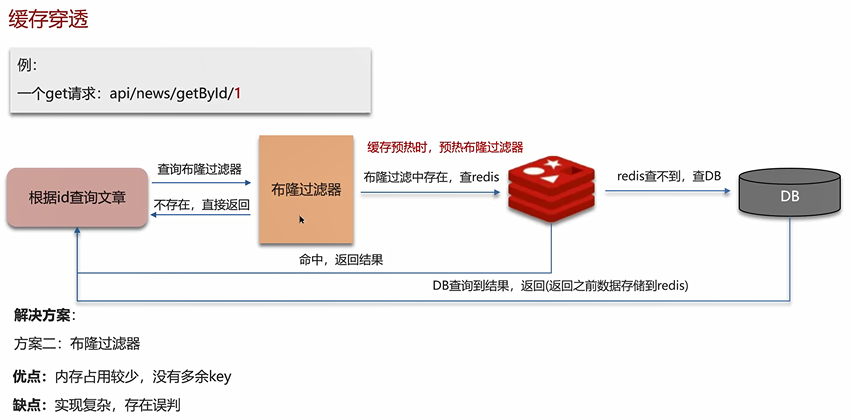 缓存穿透
例：
一个get请求：api/news/getById/1
缓存预热时，预热布隆过滤器
查询布隆过滤器
布隆过滤器
布隆过滤中存在，查redis
redis查不到，查DB
根据id查询文章
不存在，直接返回
DB
命中，返回结果
DB查询到结果，返回(返回之前数据存储到redis)
解决方案：
方案二：布隆过滤器
优点：内存占用较少，没有多余key
缺点：实现复杂，存在误判